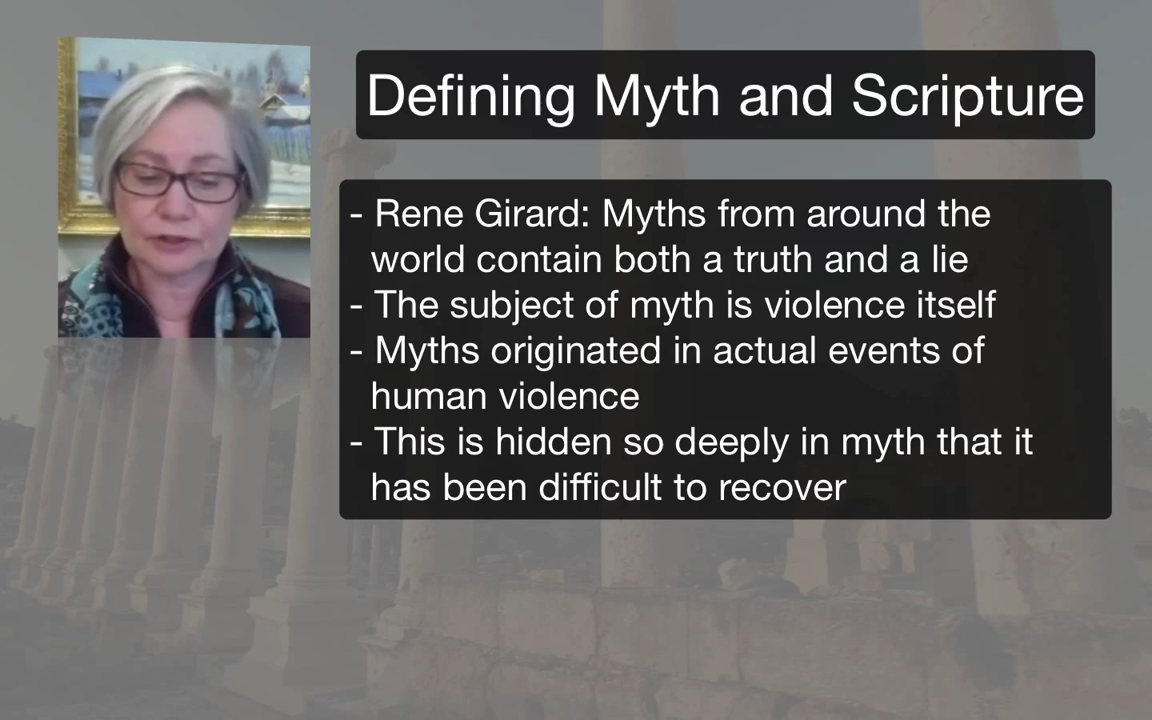 Defining Myth and Scripture
- Rene Girard: Myths from around the
world contain both a truth and a lie
- The subject of myth is violence itself
- Myths originated in actual events of
human violence
- This is hidden so deeply in myth that it
has been difficult to recover